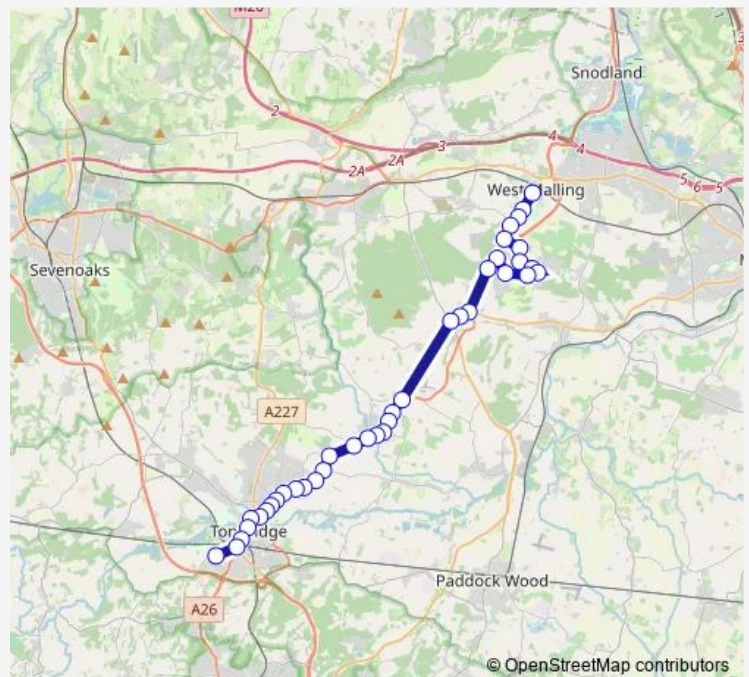 M26
Snodland
2
3
4
4
2A
2A
5
6
5
3
West Malling
Sevenoaks
M
A227
Tonbridge
Paddock Wood
A26
© OpenStreetMap contributors